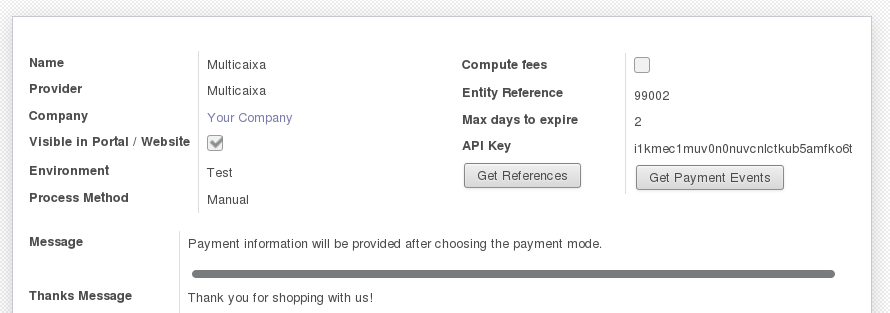 Name Multicaixa
Provider Multicaixa
Company Your Company
Visible in Portal / Website
Environment Test
Process Method Manual
Compute fees
Entity Reference 99002
Max days to expire 2
API Key i1kmec1muv0n0nuvcnlctkub5amfko6t
Get References Get Payment Events
Message Payment information will be provided after choosing the payment mode.
Thanks Message Thank you for shopping with us!